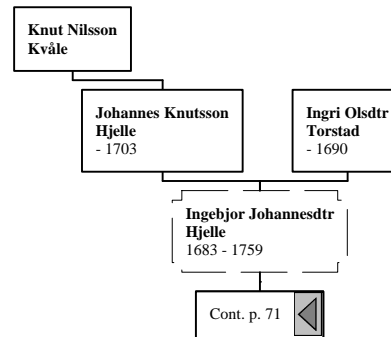 Knut Nilsson
Kvåle
Johannes Knutsson
Hjelle
- 1703
Ingri Olsdtr
Torstad
- 1690
Ingebjor Johannesdtr
Hjelle
1683 - 1759
Cont. p. 71